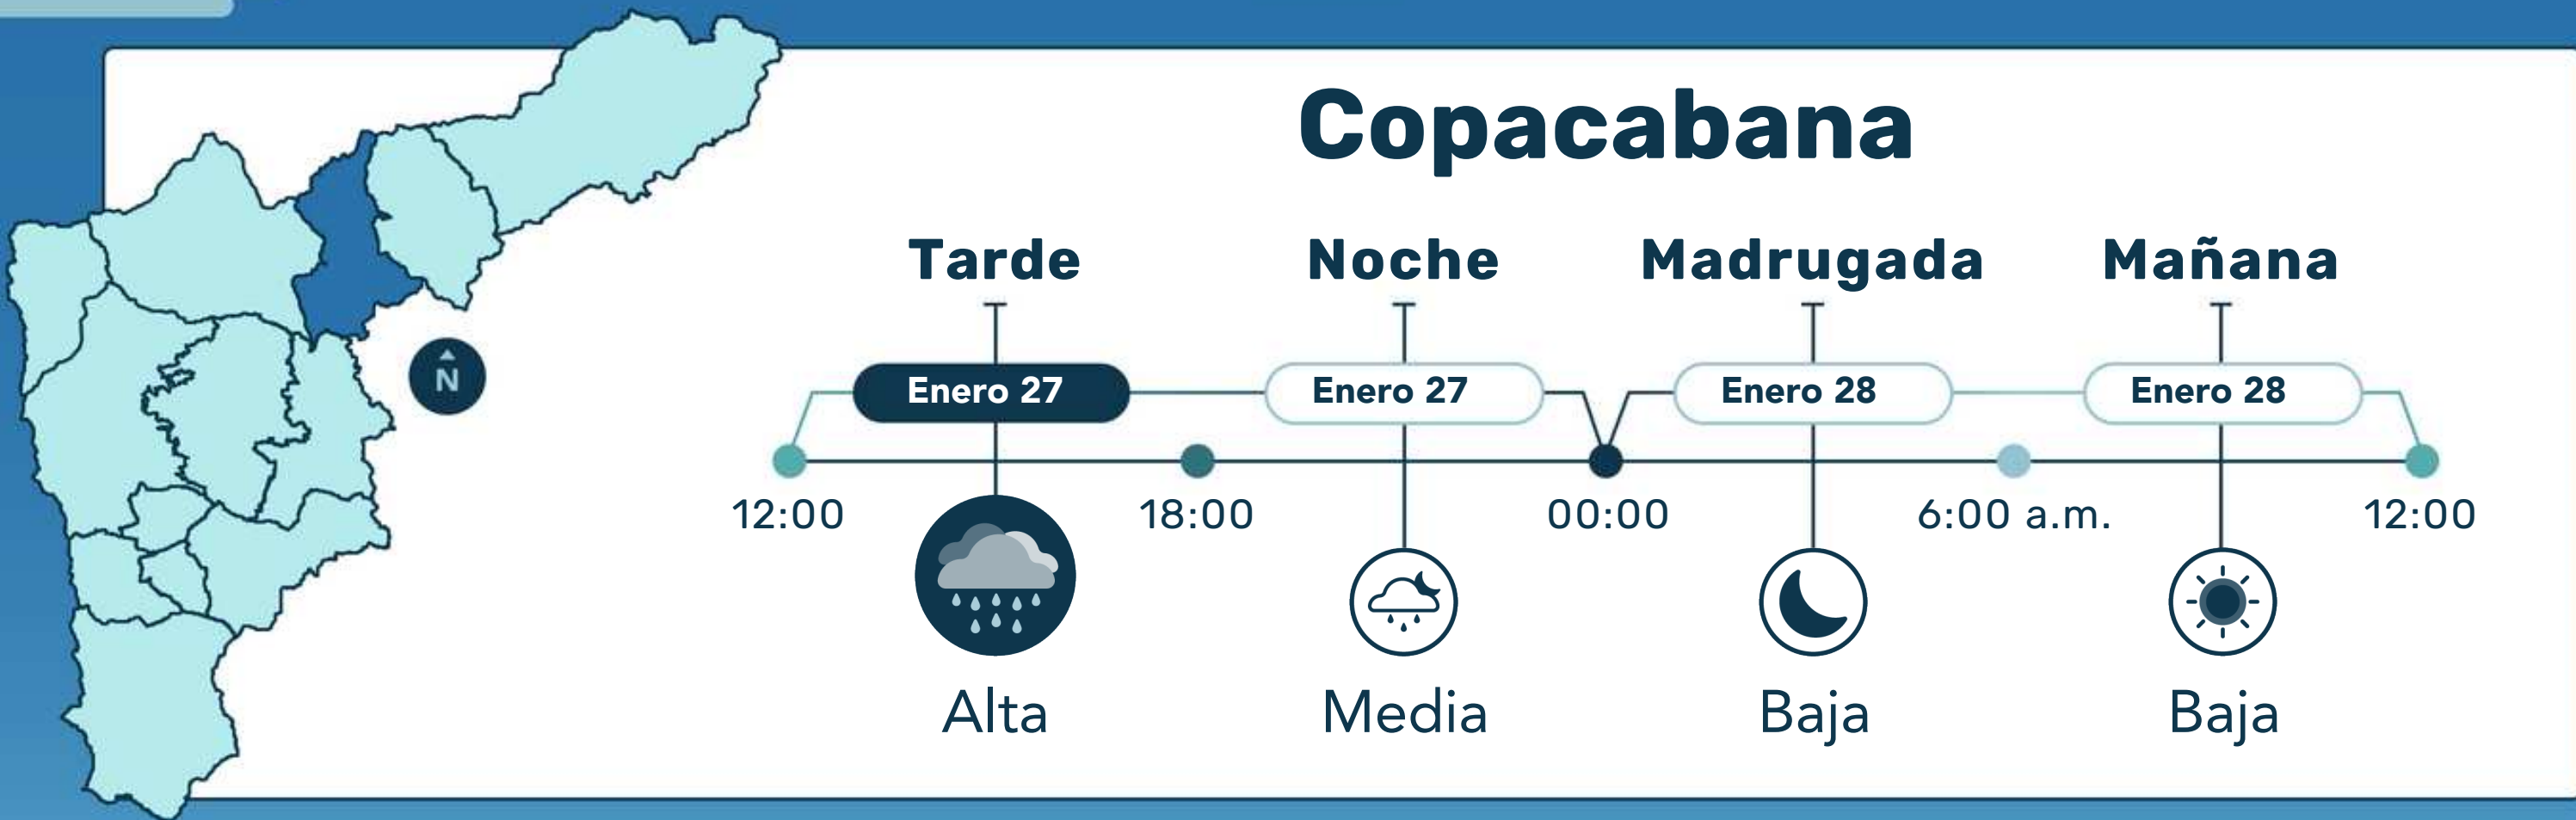 Copacabana
Tarde Noche Madrugada Mañana
Enero 27 Enero 27 Enero 28 Enero 28
N
12:00 18:00 00:00 6:00 a.m. 12:00
Alta Media Baja Baja